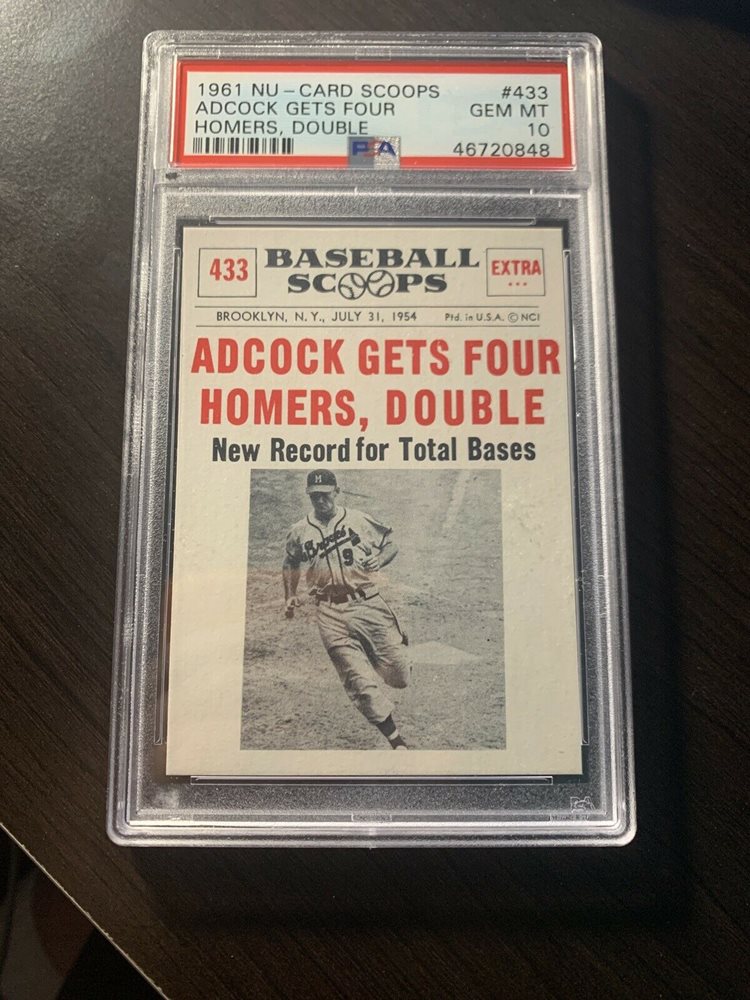 1961 NU-CARD SCOOPS #433
ADCOCK GETS FOUR GEM MT
HOMERS, DOUBLE 10
PSA 46720848
433 BASEBALL SCOOPS EXTRA
BROOKLYN, N. Y., JULY 31, 1954 Ptd. in U.S.A. © NCI
ADCOCK GETS FOUR
HOMERS, DOUBLE
New Record for Total Bases
M
Braves
9
PSA